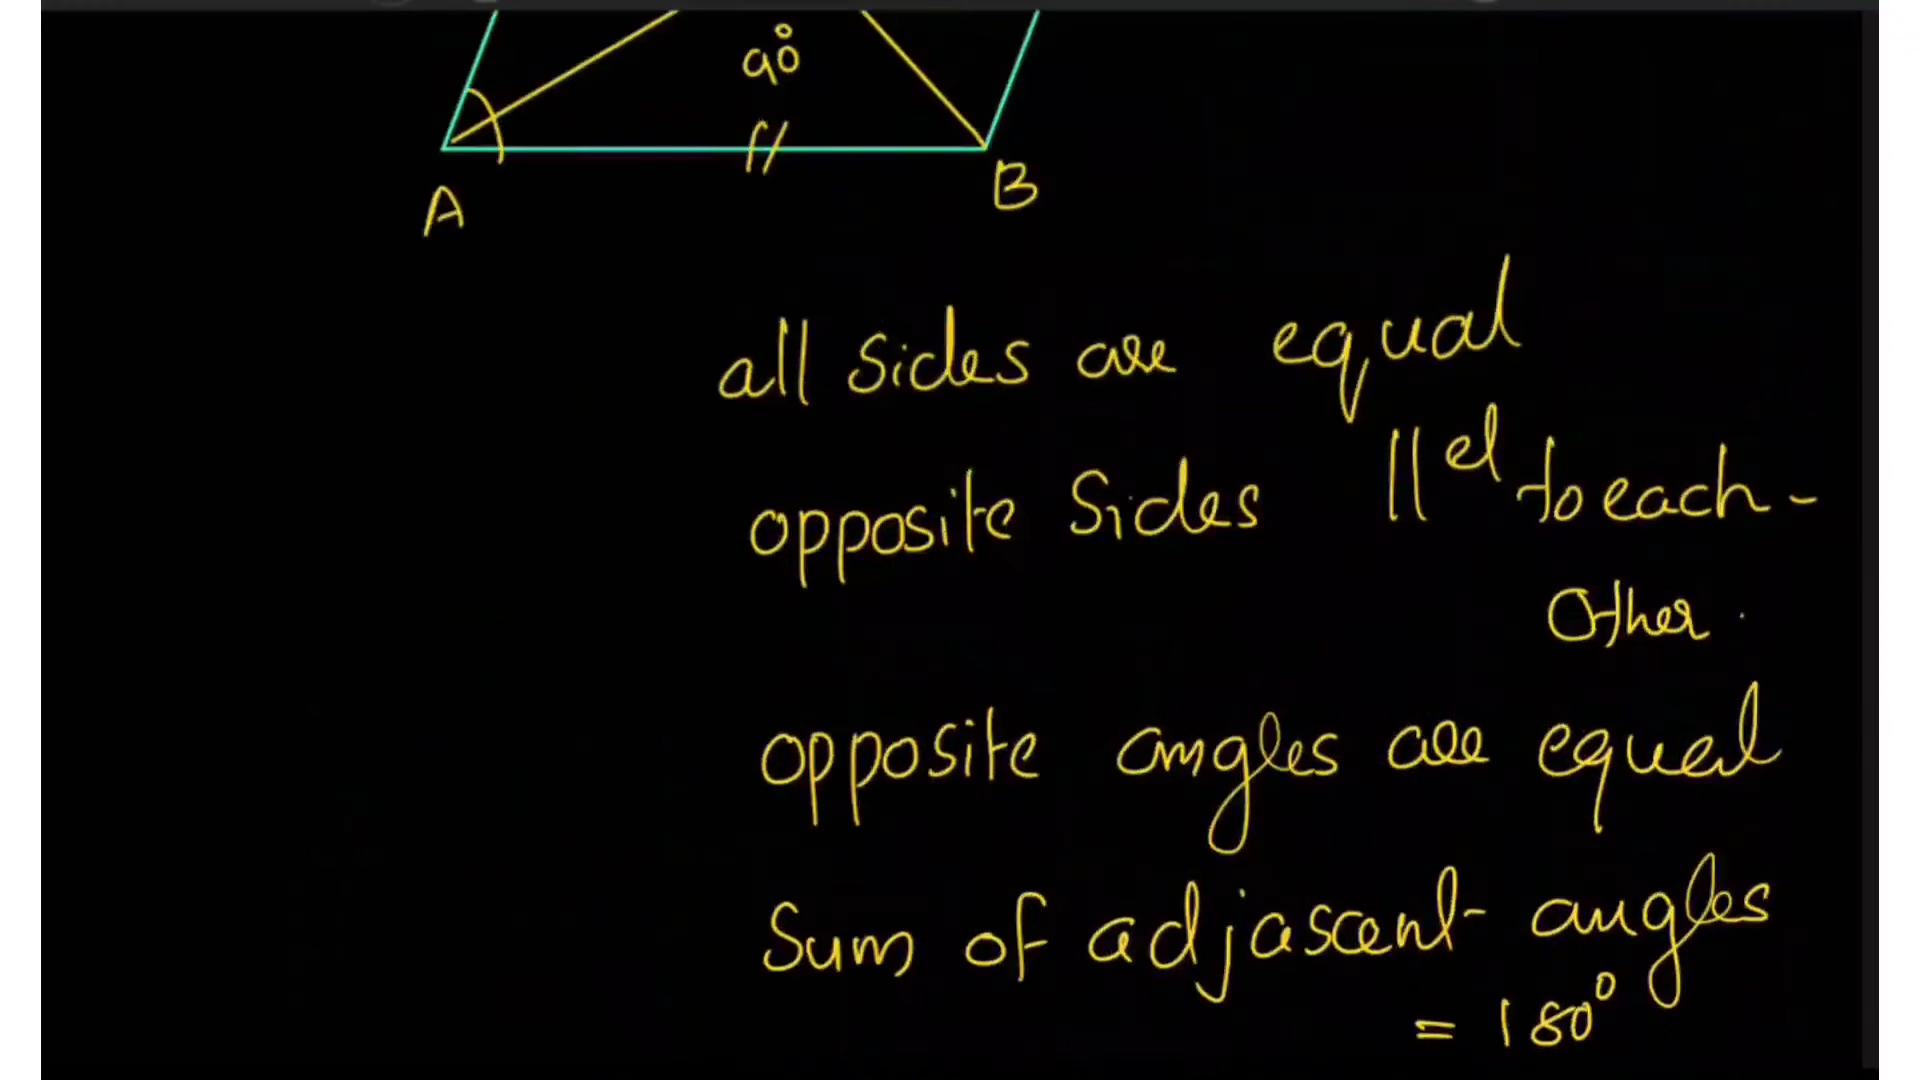 90°
A
B
all sides are equal
opposite Sides ||el to each-
Other.
opposite angles are equal
Sum of adjascent angles
= 180°